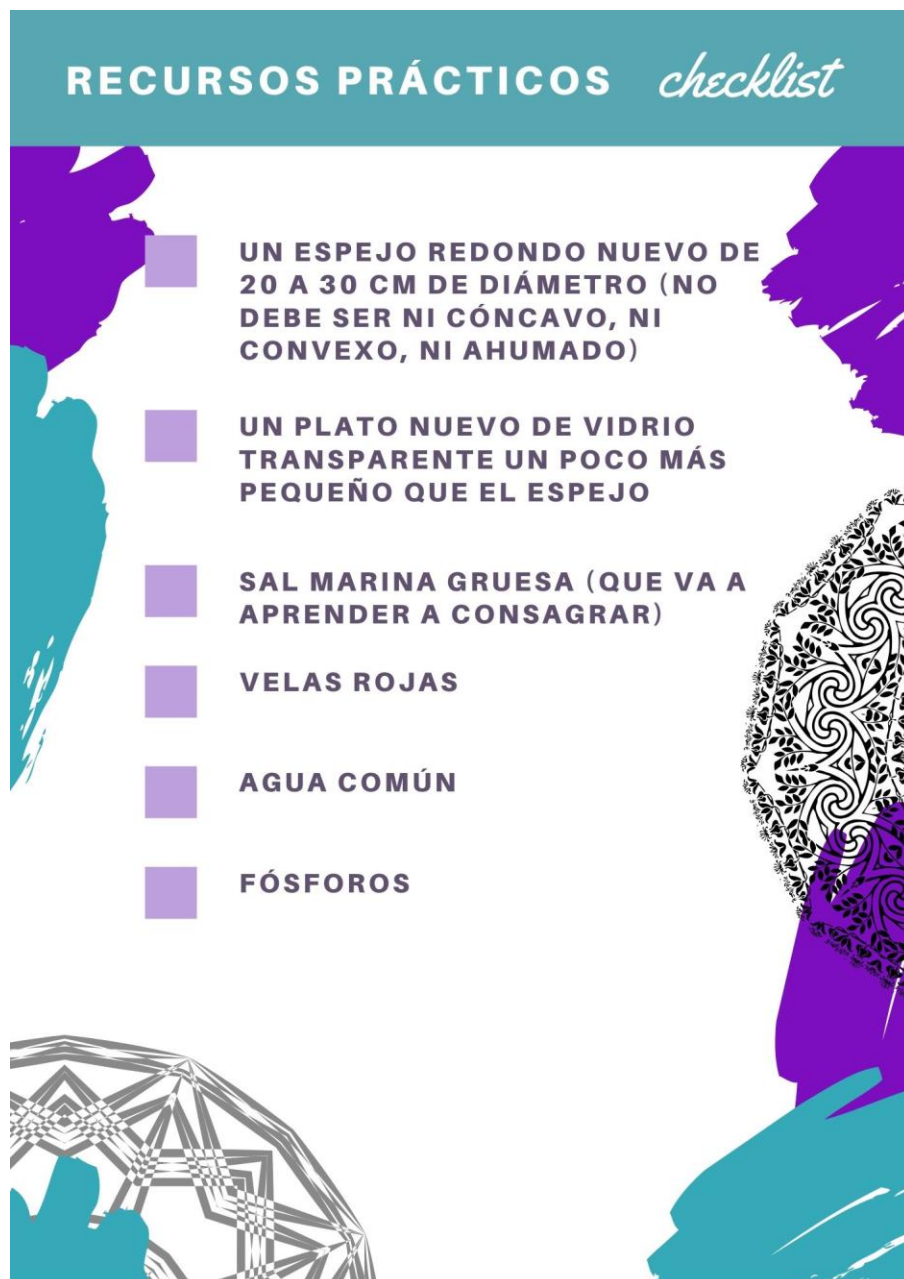 RECURSOS PRÁCTICOS checklist
UN ESPEJO REDONDO NUEVO DE
20 A 30 CM DE DIÁMETRO (NO
DEBE SER NI CÓNCAVO, NI
CONVEXO, NI AHUMADO)
UN PLATO NUEVO DE VIDRIO
TRANSPARENTE UN POCO MÁS
PEQUEÑO QUE EL ESPEJO
SAL MARINA GRUESA (QUE VA A
APRENDER A CONSAGRAR)
VELAS ROJAS
AGUA COMÚN
FÓSFOROS